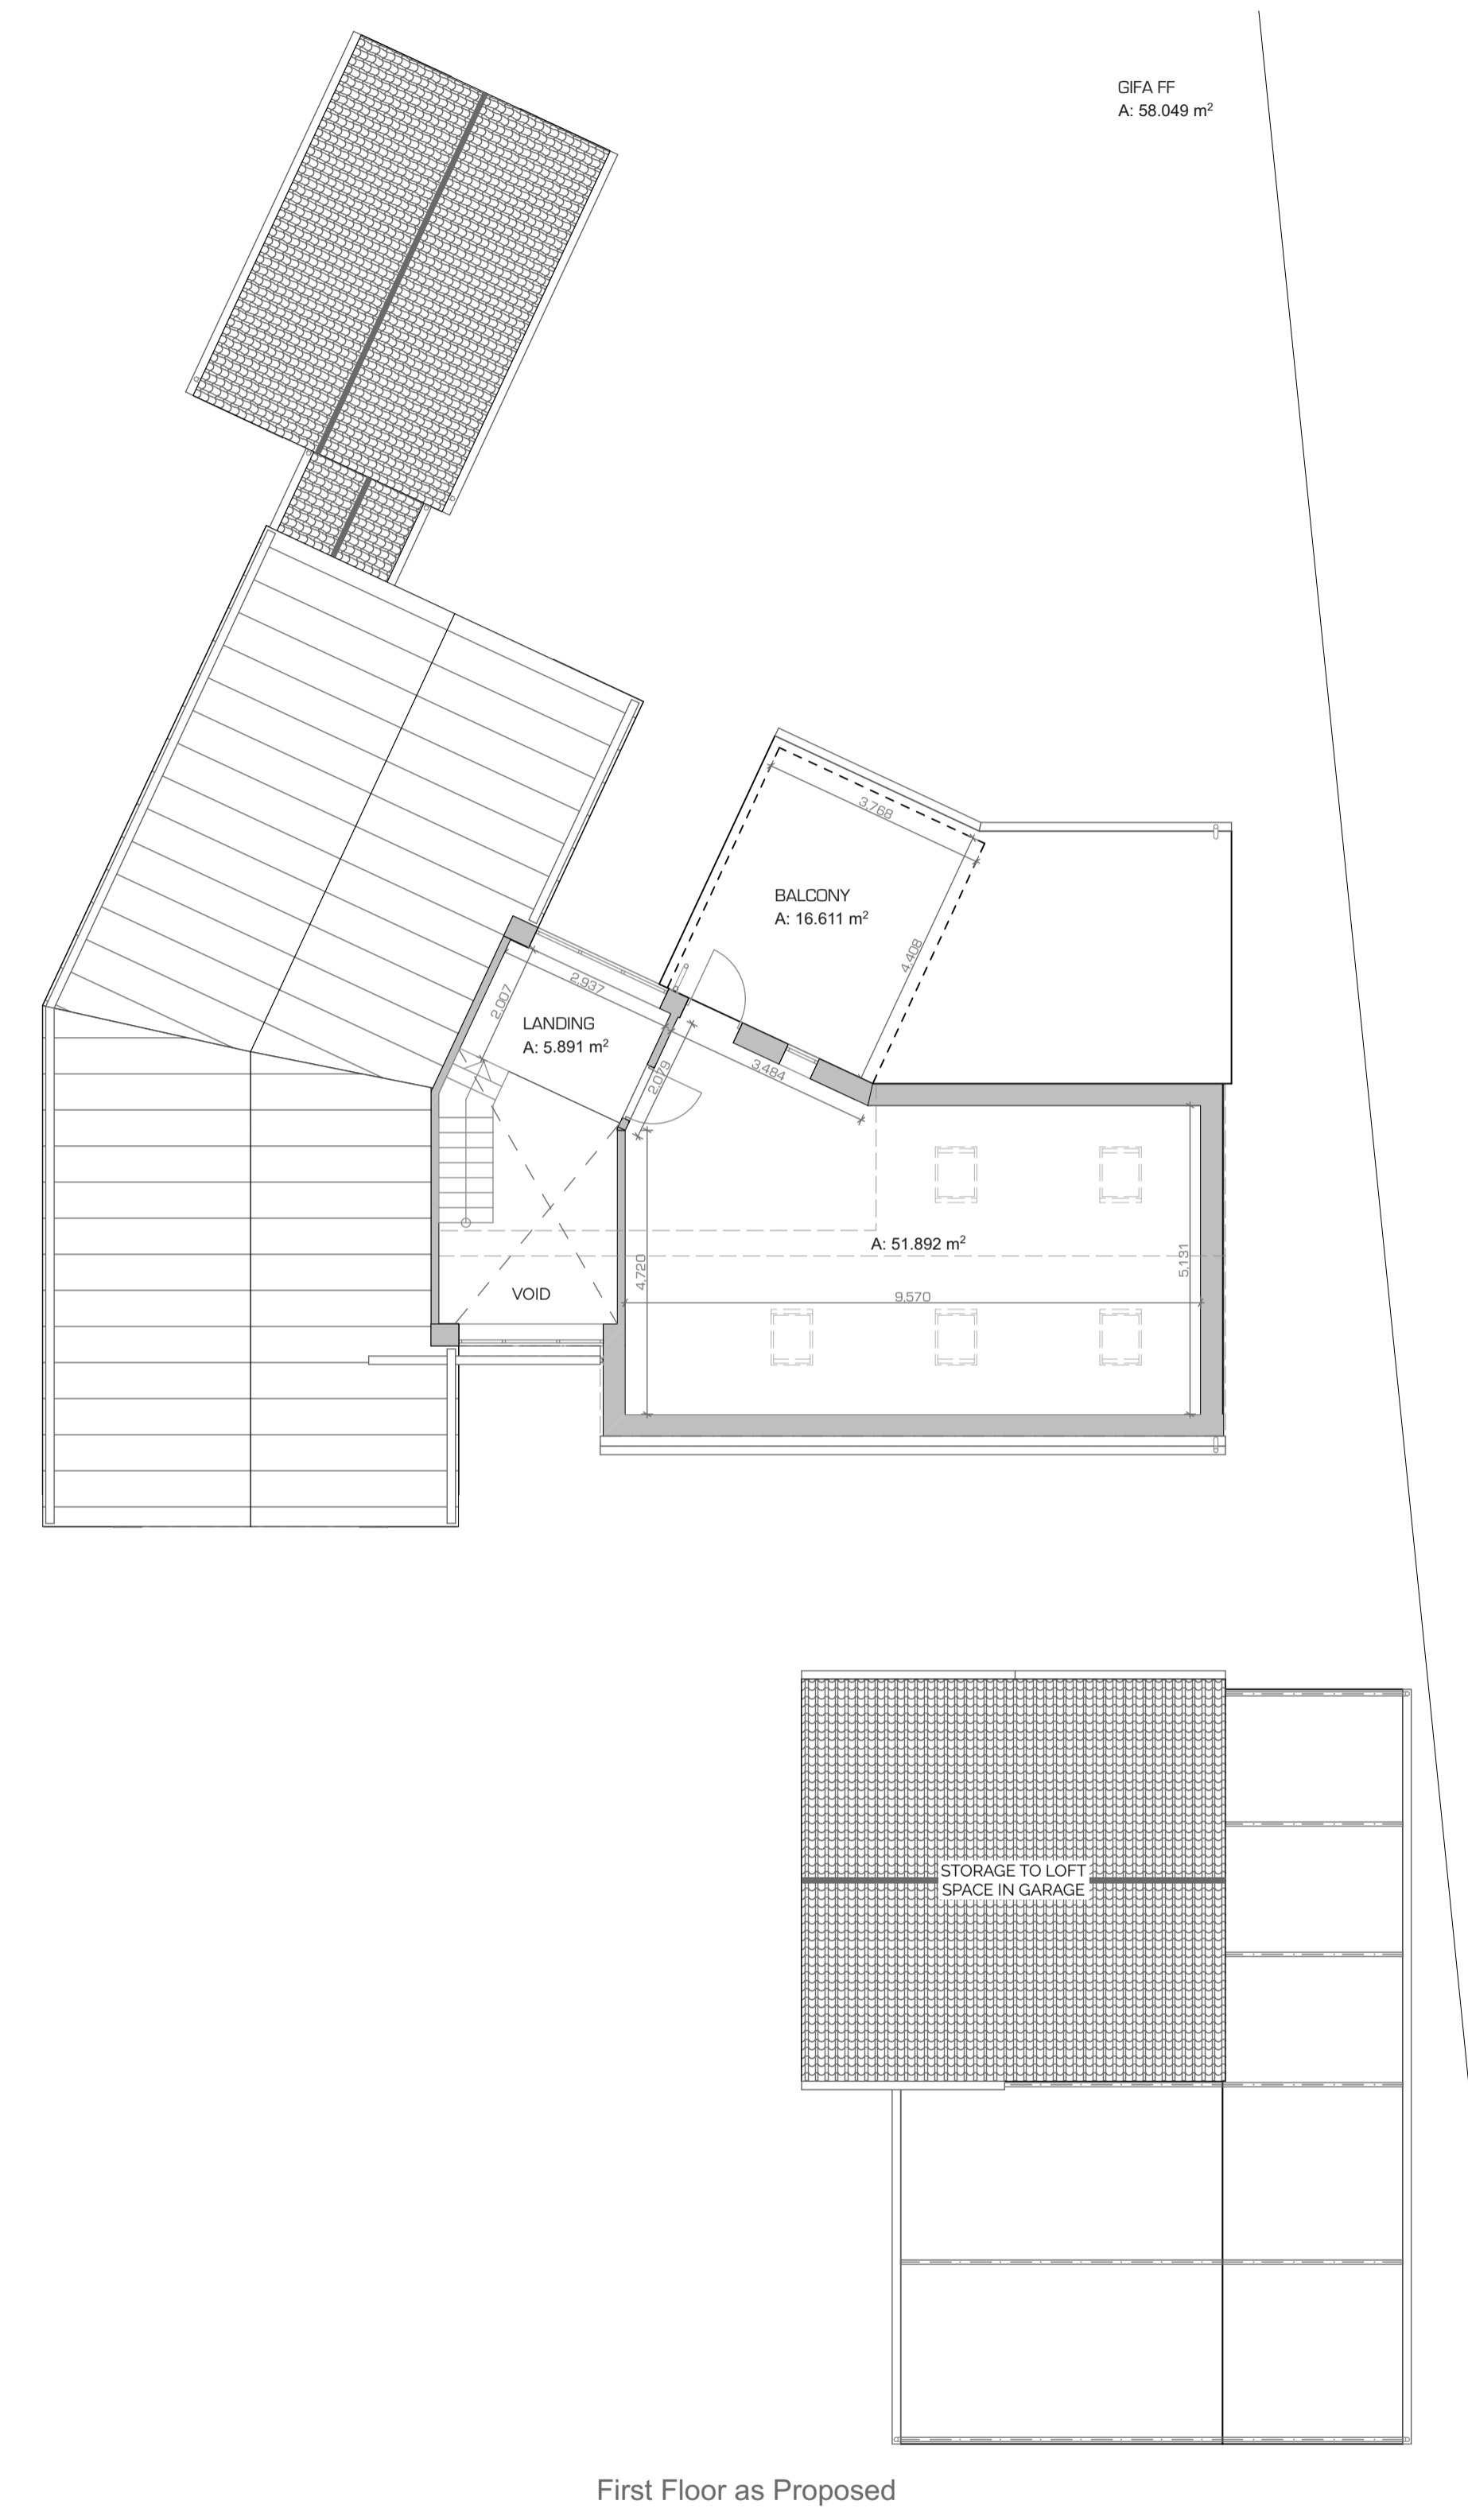 GIFA FF
A: 58.049 m²
3,768
BALCONY
A: 16.611 m²
4,408
2,937
2,007
LANDING
A: 5.891 m²
2,079
3,484
A: 51.892 m²
4,720
5,131
VOID
9,570
STORAGE TO LOFT
SPACE IN GARAGE
First Floor as Proposed